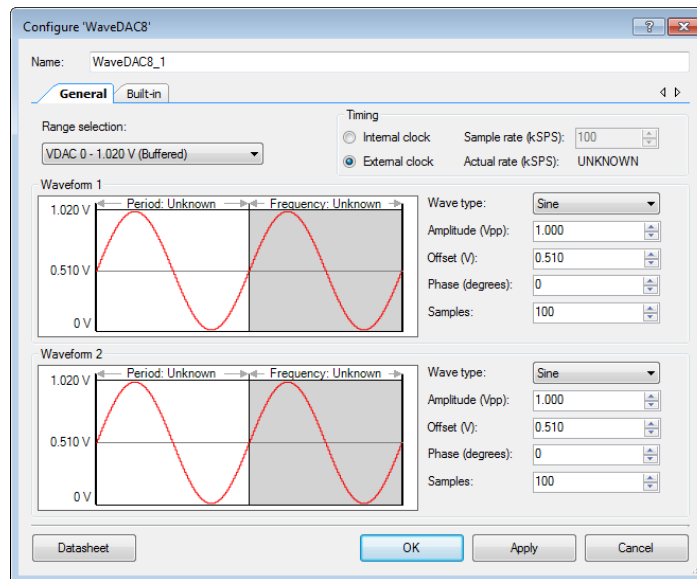 Configure 'WaveDAC8'
Name: WaveDAC8_1
General Built-in
Range selection:
VDAC 0 - 1.020 V (Buffered)
Timing
Internal clock Sample rate (kSPS): 100
External clock Actual rate (kSPS): UNKNOWN
Waveform 1
1.020 V Period: Unknown Frequency: Unknown
0.510 V
0 V
Wave type: Sine
Amplitude (Vpp): 1.000
Offset (V): 0.510
Phase (degrees): 0
Samples: 100
Waveform 2
1.020 V Period: Unknown Frequency: Unknown
0.510 V
0 V
Wave type: Sine
Amplitude (Vpp): 1.000
Offset (V): 0.510
Phase (degrees): 0
Samples: 100
Datasheet OK Apply Cancel